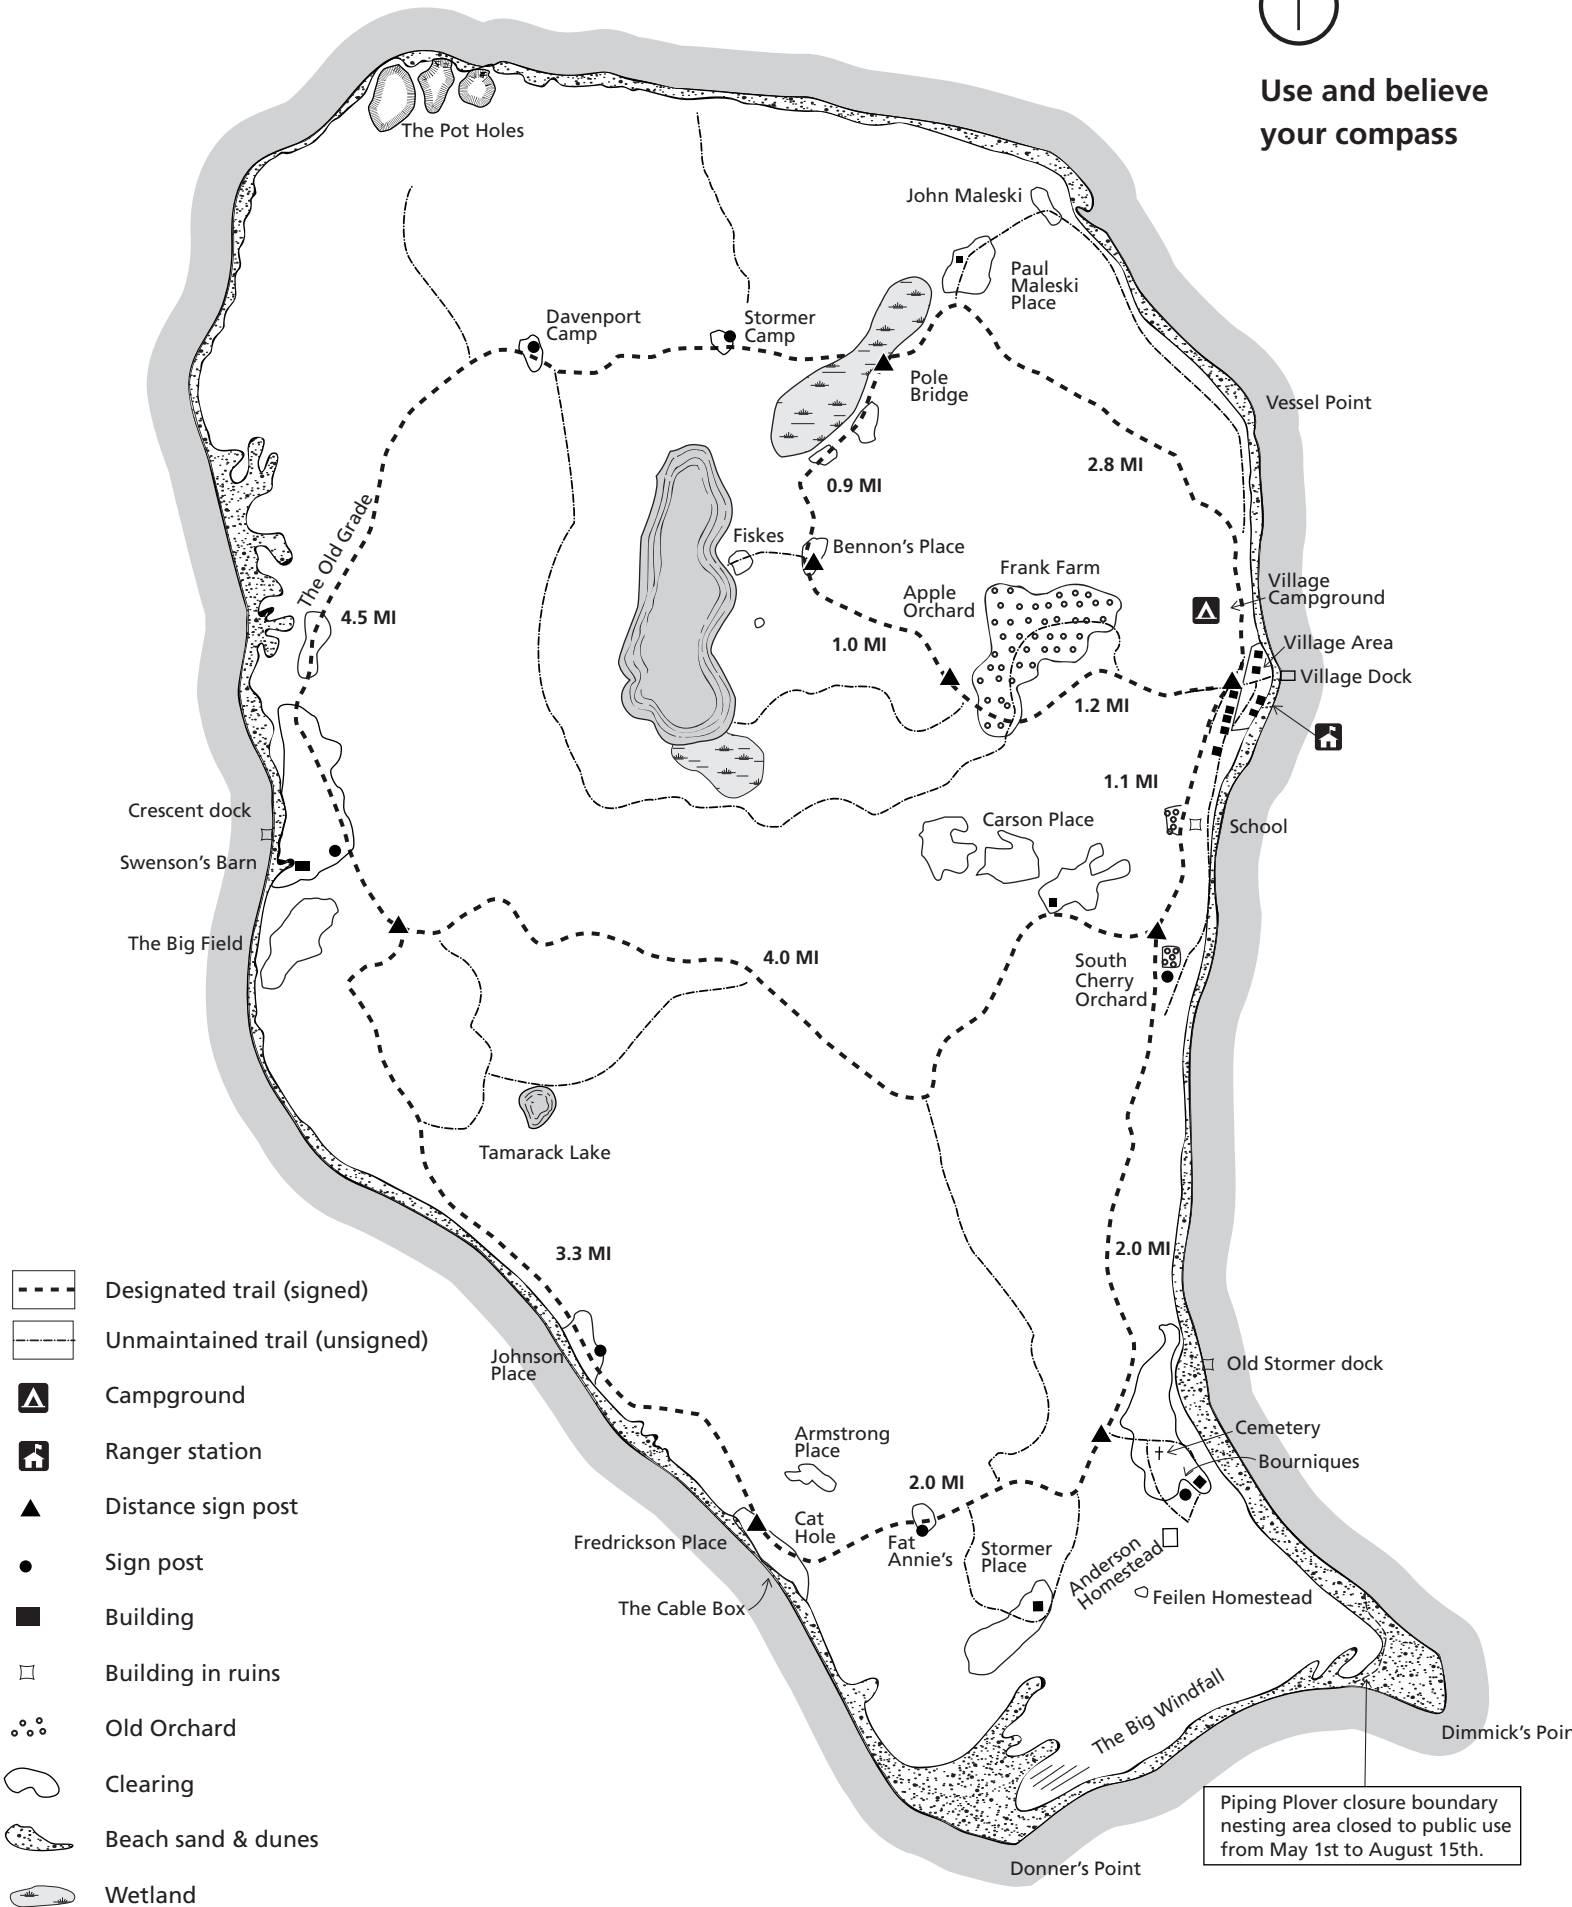 Use and believe
your compass
The Pot Holes
John Maleski
Paul
Maleski
Place
Davenport
Camp
Stormer
Camp
Pole
Bridge
Vessel Point
2.8 MI
0.9 MI
The Old Grade
Fiskes
Bennon's Place
Frank Farm
Apple
Orchard
Village
Campground
4.5 MI
1.0 MI
Village Area
Village Dock
1.2 MI
1.1 MI
Crescent dock
Carson Place
School
Swenson's Barn
The Big Field
4.0 MI
South
Cherry
Orchard
Tamarack Lake
3.3 MI
2.0 MI
Johnson
Place
Old Stormer dock
Armstrong
Place
Cemetery
Bourniques
2.0 MI
Cat
Hole
Fredrickson Place
Fat
Annie's
Stormer
Place
Anderson
Homestead
Feilen Homestead
The Cable Box
The Big Windfall
Dimmick's Poin
Piping Plover closure boundary
nesting area closed to public use
from May 1st to August 15th.
Donner's Point
Designated trail (signed)
Unmaintained trail (unsigned)
Campground
Ranger station
Distance sign post
Sign post
Building
Building in ruins
Old Orchard
Clearing
Beach sand & dunes
Wetland